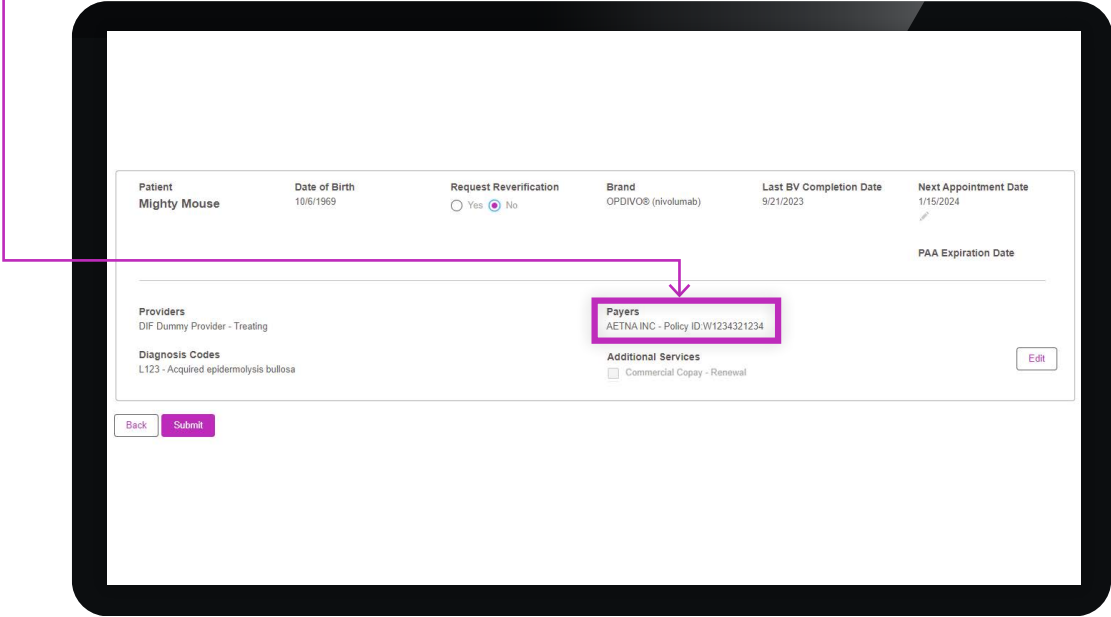 Patient
Mighty Mouse
Date of Birth
10/6/1969
Request Reverification
Yes No
Brand
OPDIVO® (nivolumab)
Last BV Completion Date
9/21/2023
Next Appointment Date
1/15/2024
PAA Expiration Date
Providers
DIF Dummy Provider - Treating
Payers
AETNA INC - Policy ID:W1234321234
Diagnosis Codes
L123 - Acquired epidermolysis bullosa
Additional Services
Commercial Copay - Renewal
Edit
Back
Submit